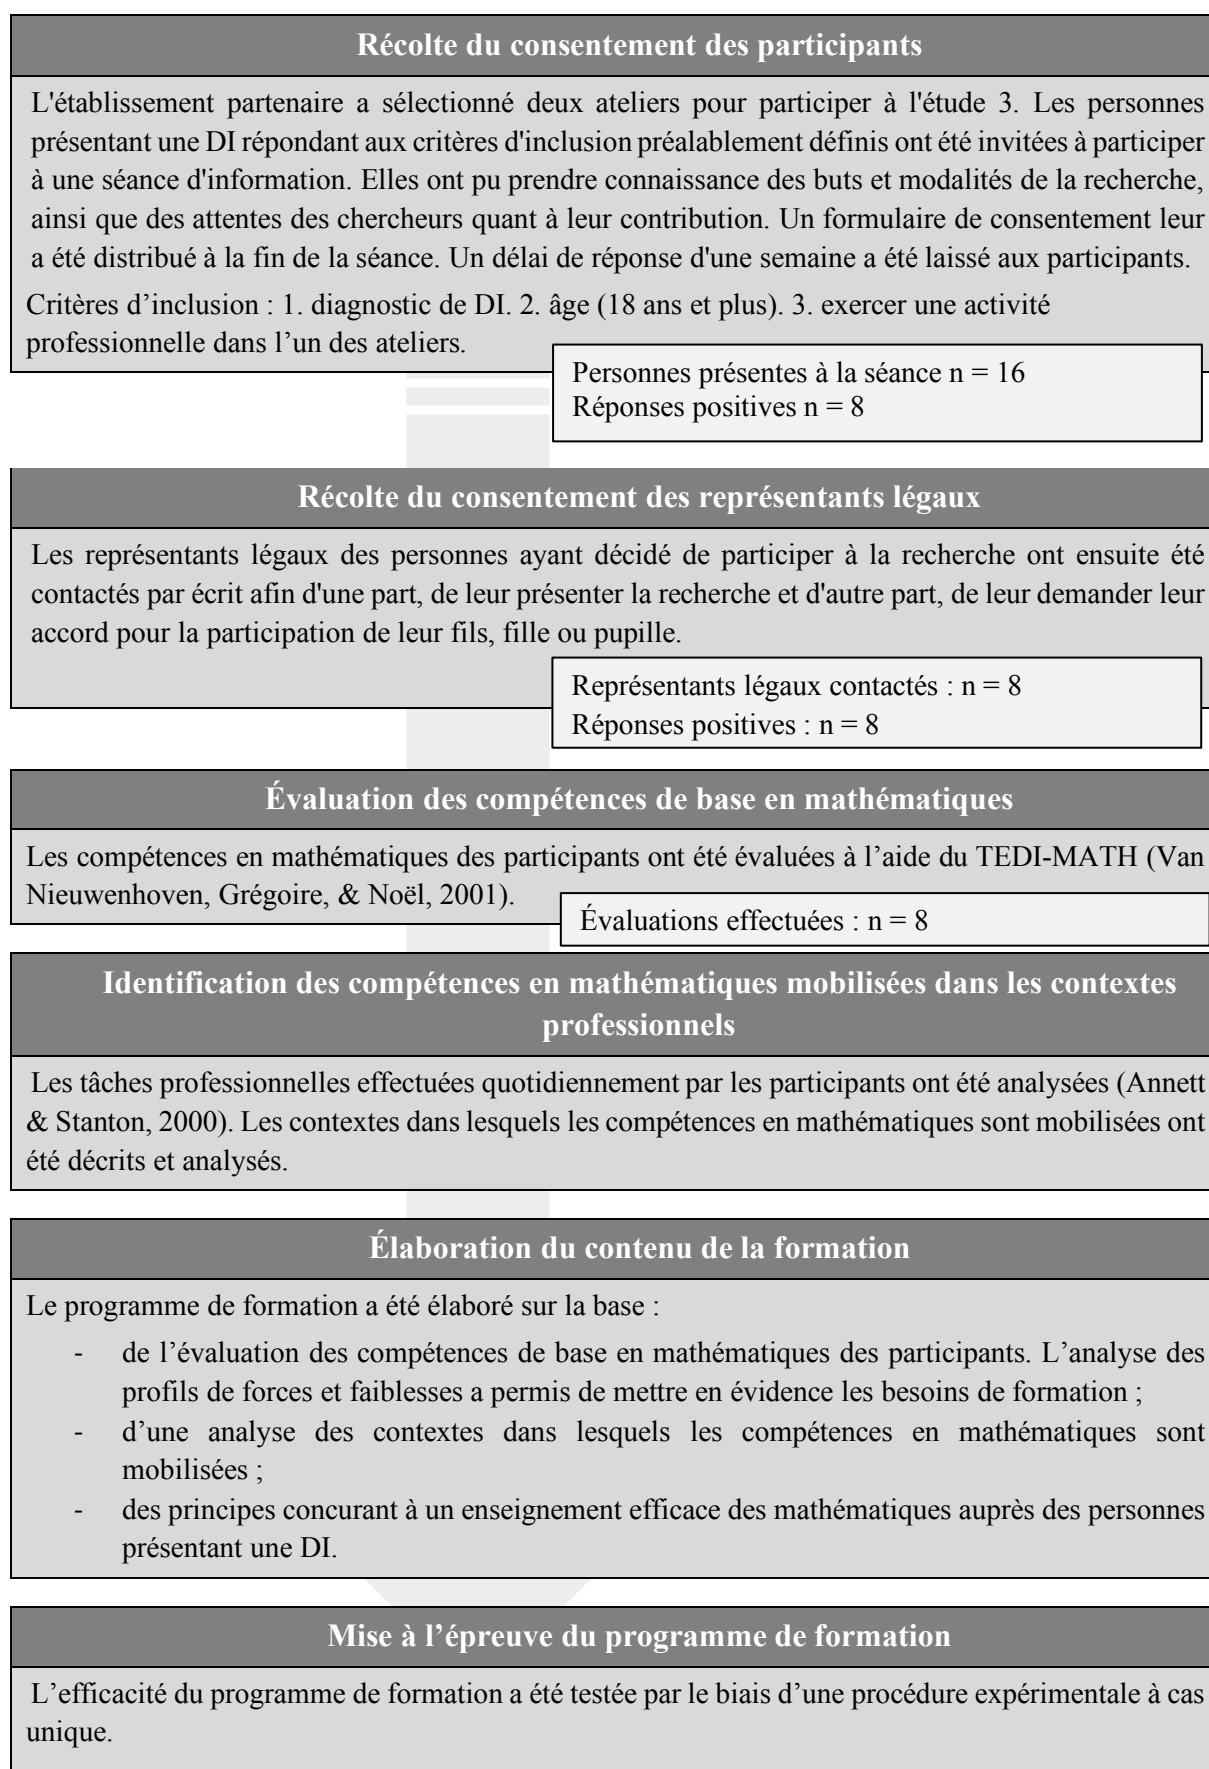 Récolte du consentement des participants
L'établissement partenaire a sélectionné deux ateliers pour participer à l'étude 3. Les personnes
présentant une DI répondant aux critères d'inclusion préalablement définis ont été invitées à participer
à une séance d'information. Elles ont pu prendre connaissance des buts et modalités de la recherche,
ainsi que des attentes des chercheurs quant à leur contribution. Un formulaire de consentement leur
a été distribué à la fin de la séance. Un délai de réponse d'une semaine a été laissé aux participants.
Critères d’inclusion : 1. diagnostic de DI. 2. âge (18 ans et plus). 3. exercer une activité
professionnelle dans l’un des ateliers.
Personnes présentes à la séance n = 16
Réponses positives n = 8
Récolte du consentement des représentants légaux
Les représentants légaux des personnes ayant décidé de participer à la recherche ont ensuite été
contactés par écrit afin d'une part, de leur présenter la recherche et d'autre part, de leur demander leur
accord pour la participation de leur fils, fille ou pupille.
Représentants légaux contactés : n = 8
Réponses positives : n = 8
Évaluation des compétences de base en mathématiques
Les compétences en mathématiques des participants ont été évaluées à l’aide du TEDI-MATH (Van
Nieuwenhoven, Grégoire, & Noël, 2001).
Évaluations effectuées : n = 8
Identification des compétences en mathématiques mobilisées dans les contextes
professionnels
Les tâches professionnelles effectuées quotidiennement par les participants ont été analysées (Annett
& Stanton, 2000). Les contextes dans lesquels les compétences en mathématiques sont mobilisées ont
été décrits et analysés.
Élaboration du contenu de la formation
Le programme de formation a été élaboré sur la base :
- de l’évaluation des compétences de base en mathématiques des participants. L’analyse des
profils de forces et faiblesses a permis de mettre en évidence les besoins de formation ;
- d’une analyse des contextes dans lesquels les compétences en mathématiques sont
mobilisées ;
- des principes concurant à un enseignement efficace des mathématiques auprès des personnes
présentant une DI.
Mise à l’épreuve du programme de formation
L’efficacité du programme de formation a été testée par le biais d’une procédure expérimentale à cas
unique.